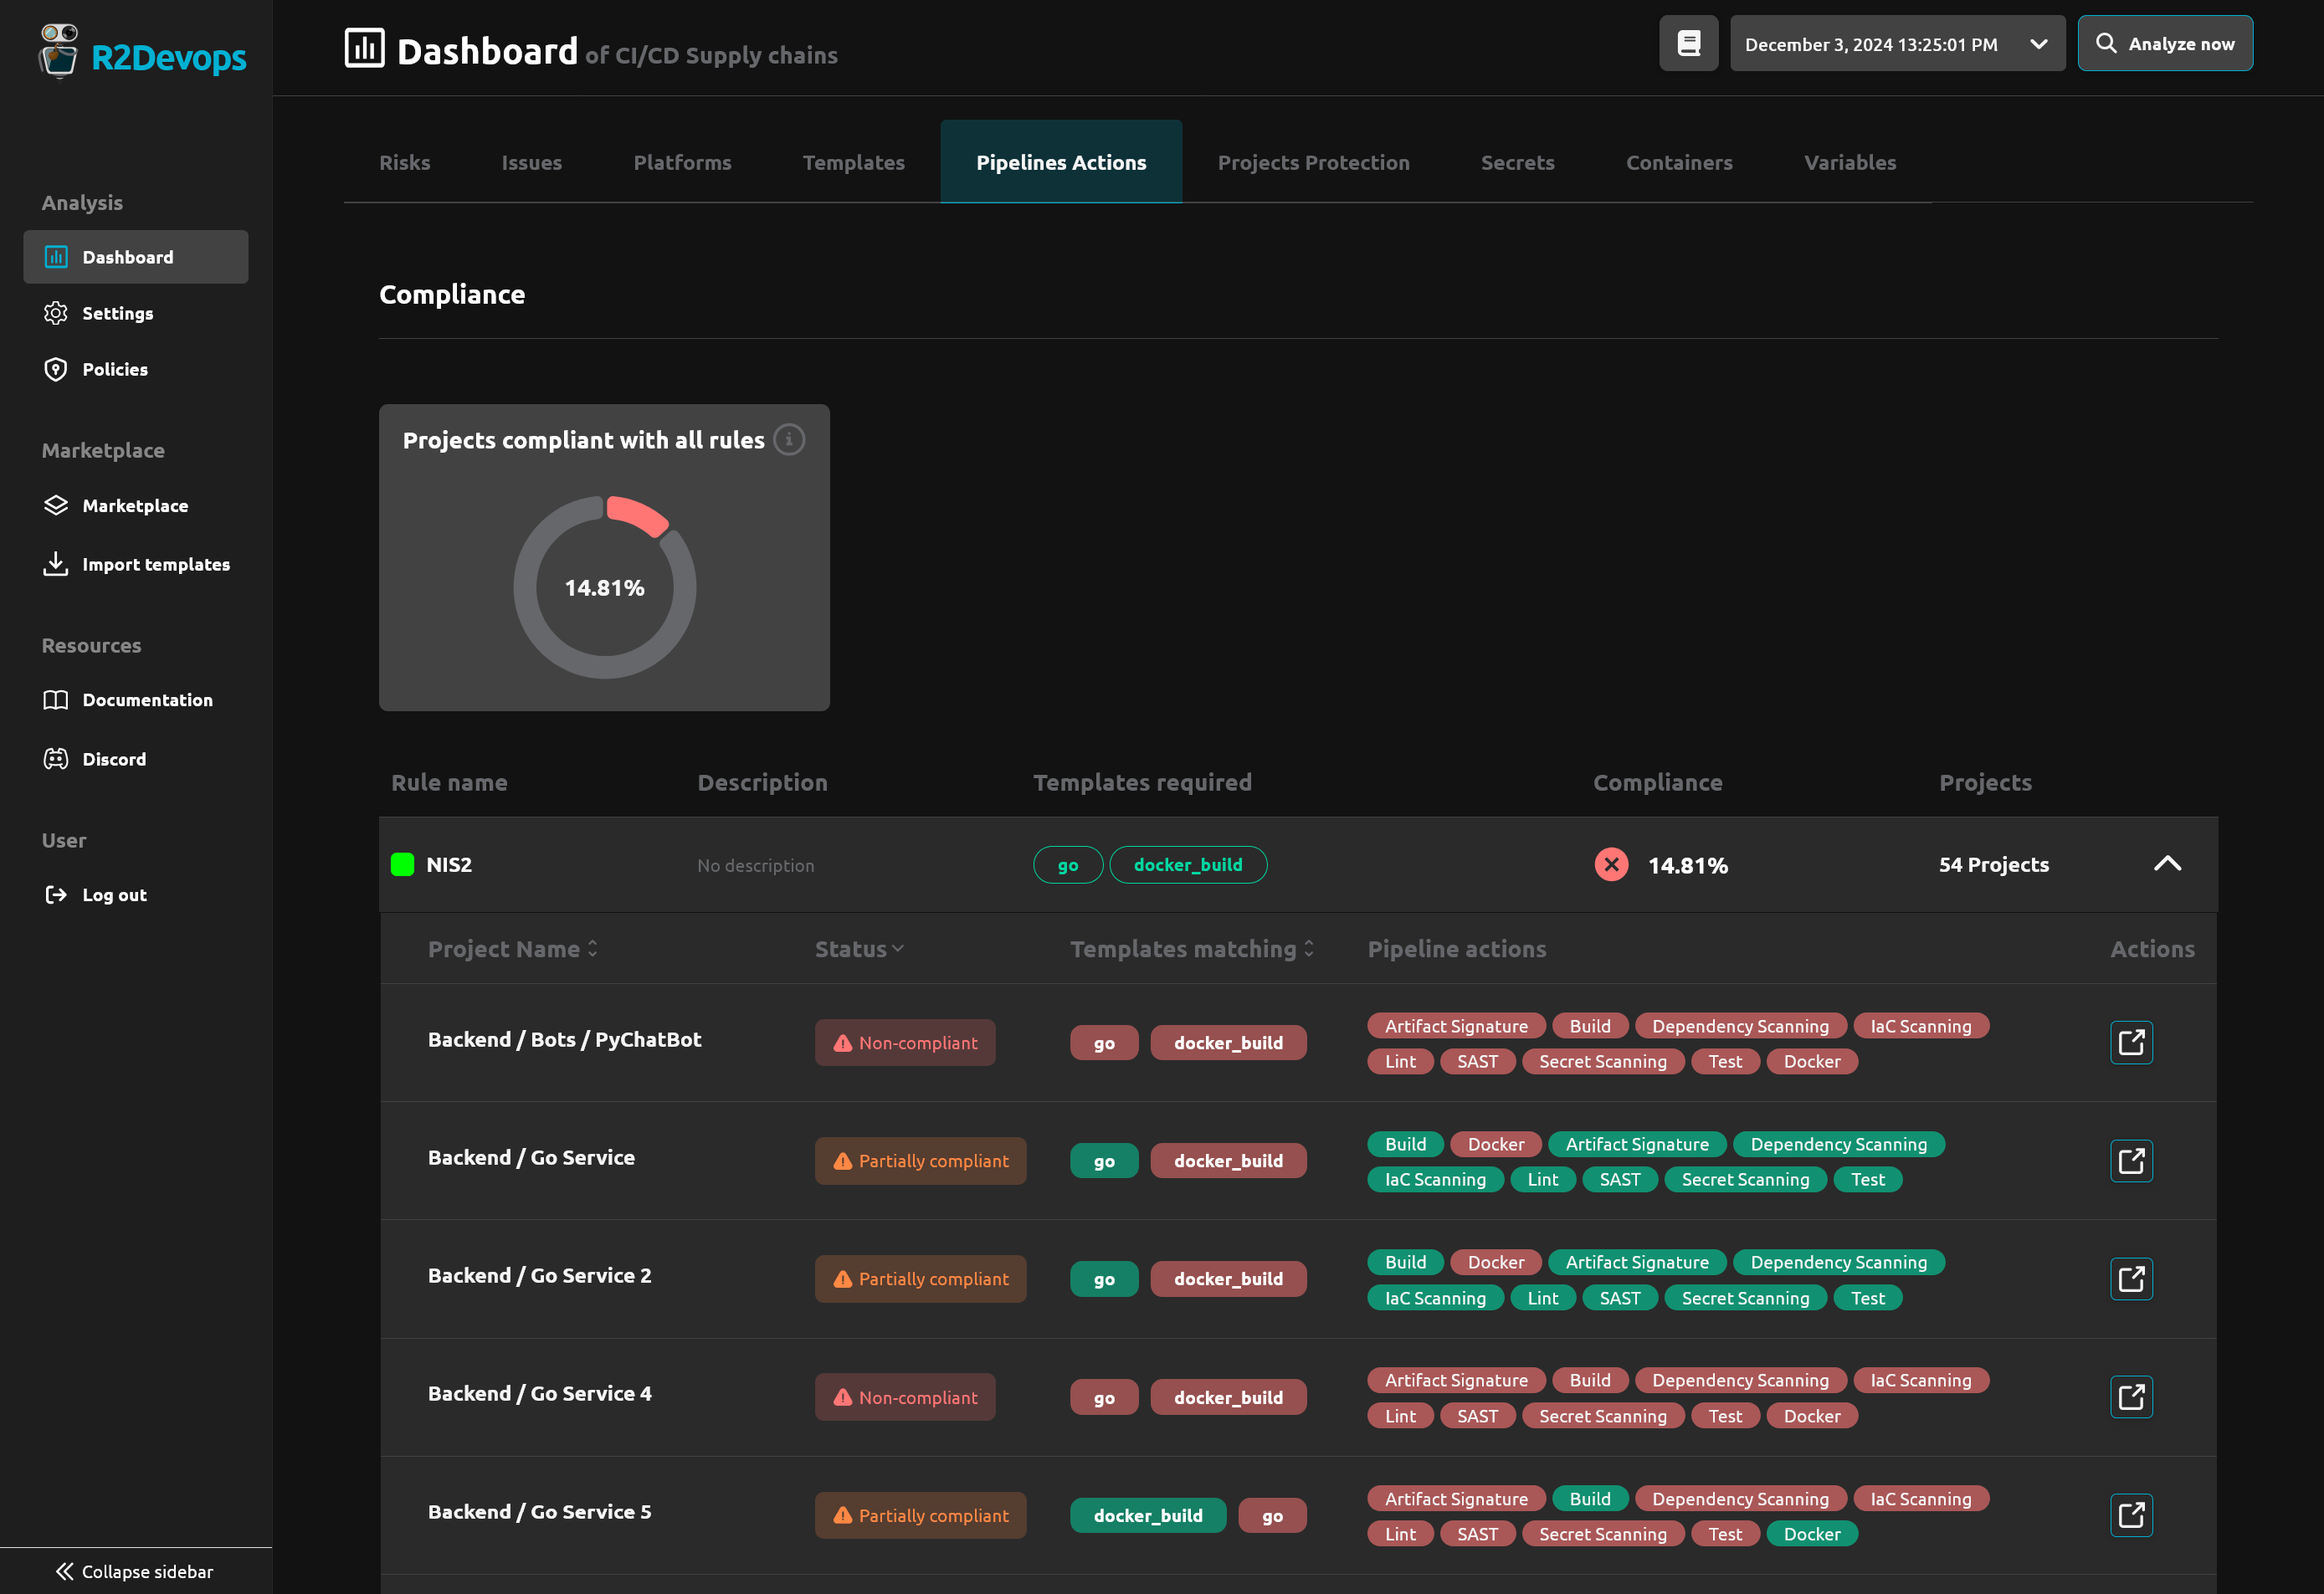 R2Devops
Dashboard of CI/CD Supply chains
December 3, 2024 13:25:01 PM
Analyze now
Analysis
Dashboard
Settings
Policies
Marketplace
Marketplace
Import templates
Resources
Documentation
Discord
User
Log out
Collapse sidebar
Risks Issues Platforms Templates Pipelines Actions Projects Protection Secrets Containers Variables
Compliance
Projects compliant with all rules
14.81%
Rule name Description Templates required Compliance Projects
NIS2 No description go docker_build 14.81% 54 Projects
Project Name Status Templates matching Pipeline actions Actions
Backend / Bots / PyChatBot Non-compliant go docker_build
Artifact Signature Build Dependency Scanning IaC Scanning
Lint SAST Secret Scanning Test Docker
Backend / Go Service Partially compliant go docker_build
Build Docker Artifact Signature Dependency Scanning
IaC Scanning Lint SAST Secret Scanning Test
Backend / Go Service 2 Partially compliant go docker_build
Build Docker Artifact Signature Dependency Scanning
IaC Scanning Lint SAST Secret Scanning Test
Backend / Go Service 4 Non-compliant go docker_build
Artifact Signature Build Dependency Scanning IaC Scanning
Lint SAST Secret Scanning Test Docker
Backend / Go Service 5 Partially compliant docker_build go
Artifact Signature Build Dependency Scanning IaC Scanning
Lint SAST Secret Scanning Test Docker